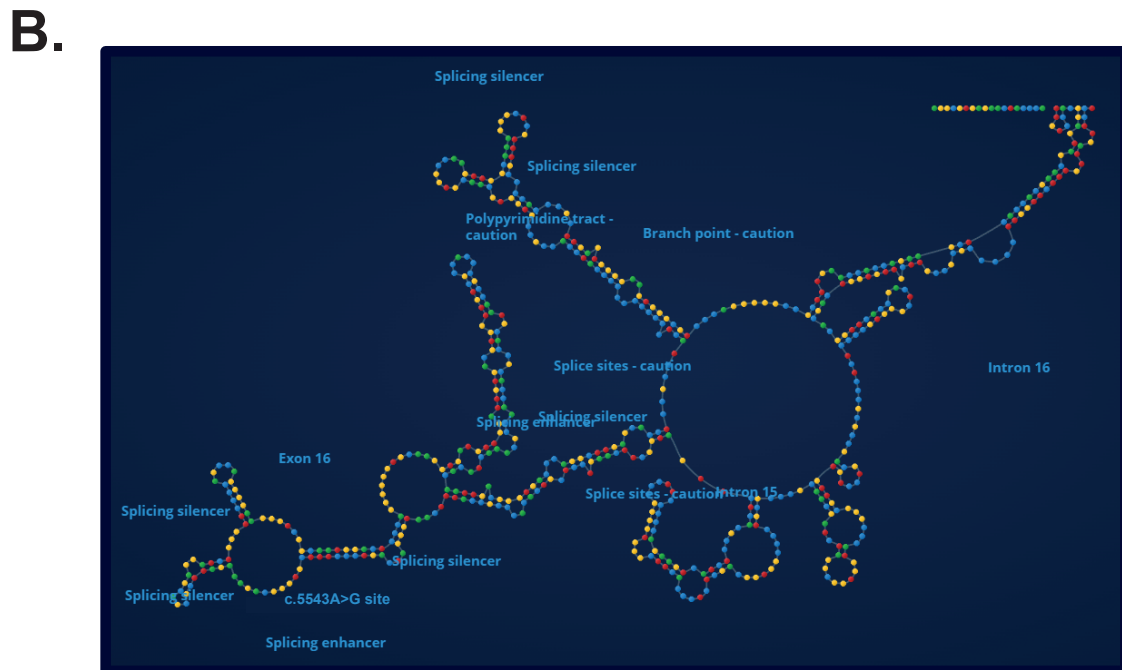 B.
Splicing silencer
Splicing silencer
Polypyrimidine tract -
caution
Branch point - caution
Splice sites - caution
Intron 16
Splicing enhancer
Splicing silencer
Exon 16
Splice sites - caution
Intron 15
Splicing silencer
Splicing silencer
Splicing silencer
c.5543A>G site
Splicing enhancer